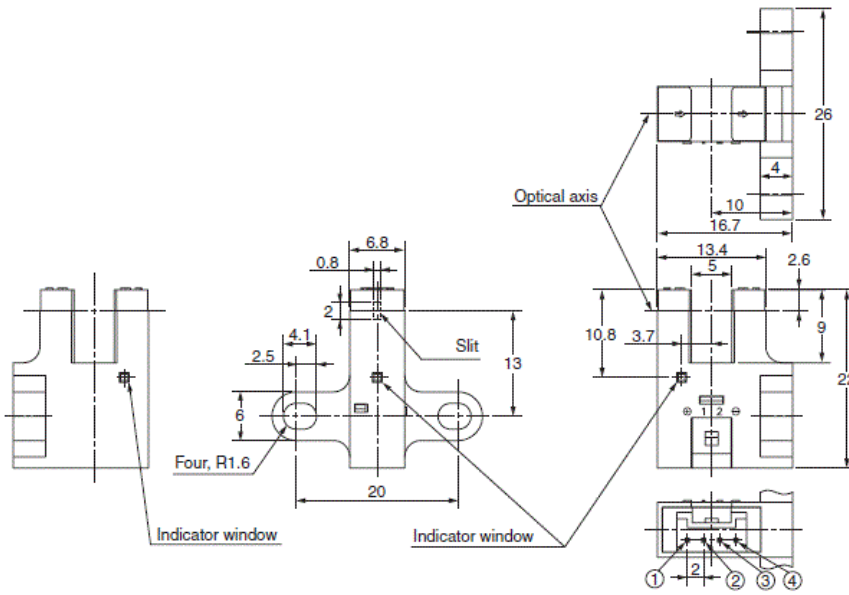 26
4
10
16.7
Optical axis
6.8
0.8
2
4.1
2.5
Slit
13
6
Four, R1.6
20
Indicator window
Indicator window
13.4
5
2.6
10.8
3.7
9
22
⊕ 1 2 ⊖
① 2 ② ③ ④